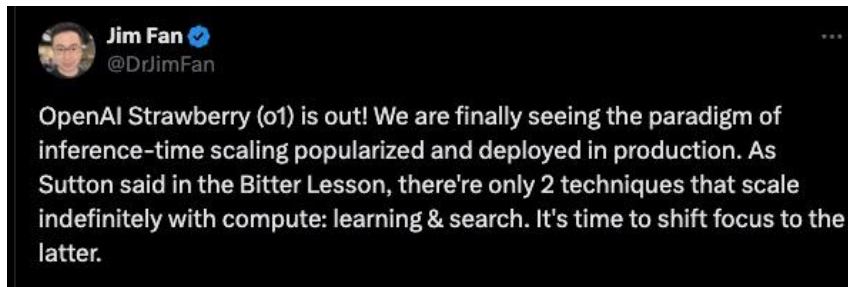 Jim Fan
@DrJimFan
OpenAI Strawberry (o1) is out! We are finally seeing the paradigm of
inference-time scaling popularized and deployed in production. As
Sutton said in the Bitter Lesson, there're only 2 techniques that scale
indefinitely with compute: learning & search. It's time to shift focus to the
latter.